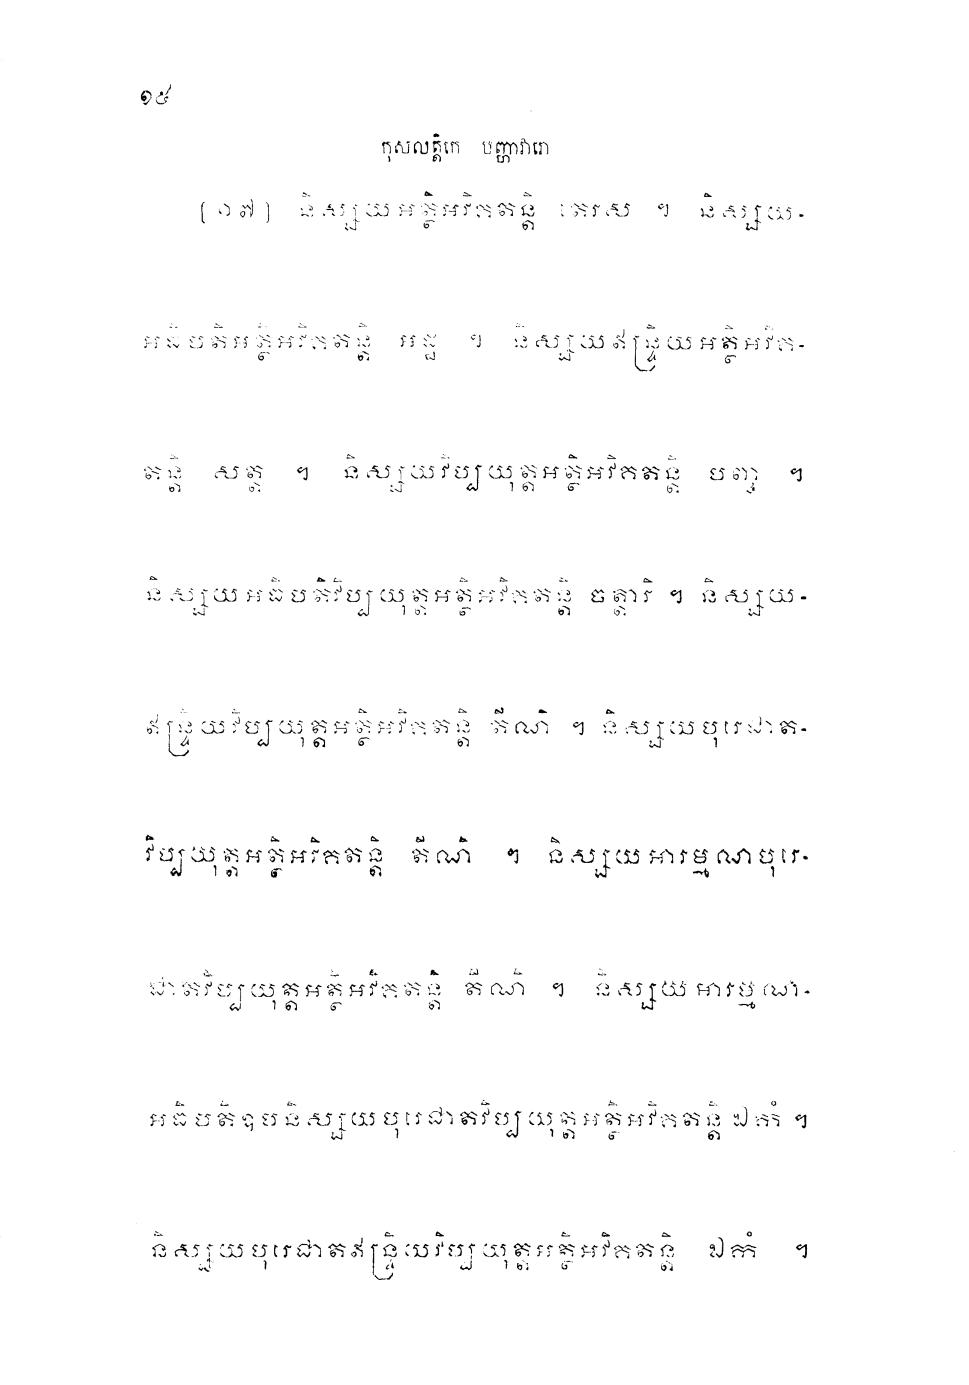 ១៤
កុសលត្តិកេ បញ្ហាវារោ
[១៧] និស្សយអត្ថិអវិគតន្តិ តេរស ។ និស្សយ-
អធិបតិអត្ថិអវិគតន្តិ អដ្ឋ ។ និស្សយឥន្ទ្រិយអត្ថិអវិគ-
តន្តិ សត្ត ។ និស្សយវិប្បយុត្តអត្ថិអវិគតន្តិ បញ្ច ។
និស្សយអធិបតិវិប្បយុត្តអត្ថិអវិគតន្តិ ចត្តារិ ។ និស្សយ-
ឥន្ទ្រិយវិប្បយុត្តអត្ថិអវិគតន្តិ តីណិ ។ និស្សយបុរេជាត-
វិប្បយុត្តអត្ថិអវិគតន្តិ តីណិ ។ និស្សយអារម្មណបុរេ-
ជាតវិប្បយុត្តអត្ថិអវិគតន្តិ តីណិ ។ និស្សយអារម្មណា-
អធិបតិឧបនិស្សយបុរេជាតវិប្បយុត្តអត្ថិអវិគតន្តិ ឯកំ ។
និស្សយបុរេជាតឥន្ទ្រិយវិប្បយុត្តអត្ថិអវិគតន្តិ ឯកំ ។